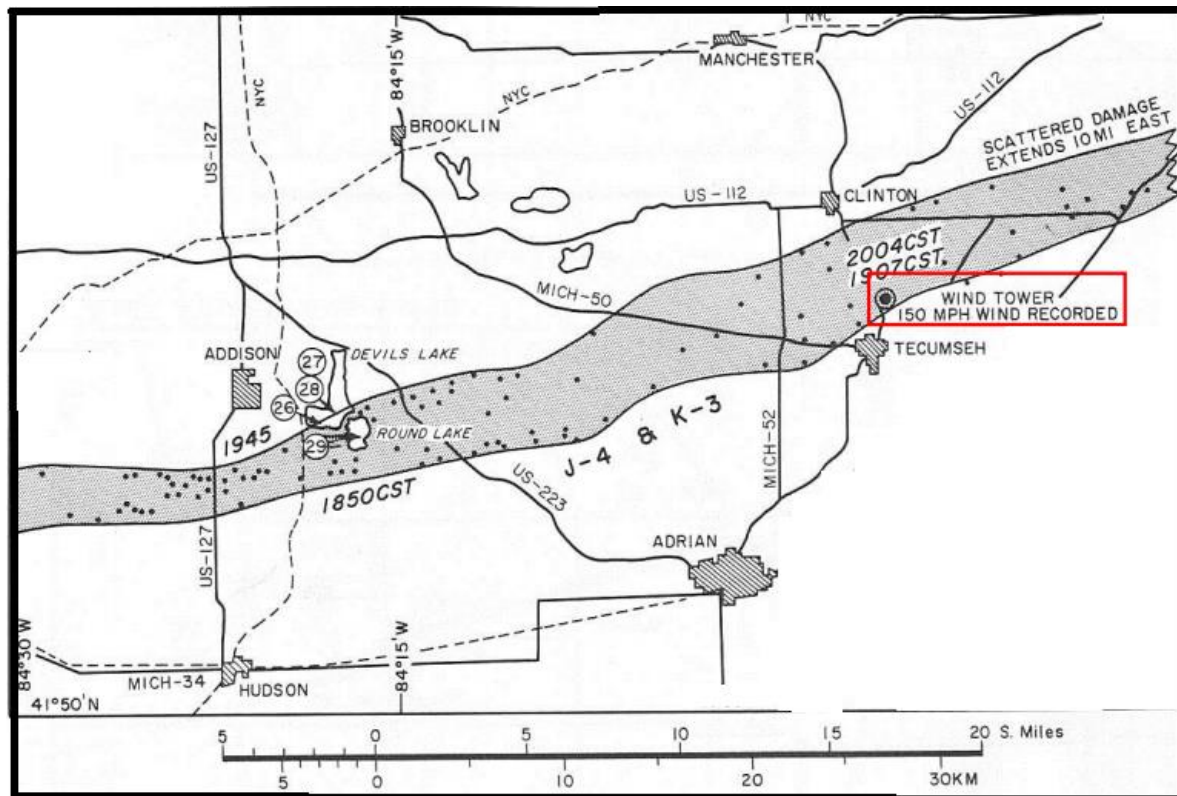 NYC
MANCHESTER
NYC
US-112
84°15'W
BROOKLIN
NYC
US-127
SCATTERED DAMAGE
EXTENDS 10 MI EAST
US-112
CLINTON
2004CST
1907CST
MICH-50
WIND TOWER
150 MPH WIND RECORDED
TECUMSEH
ADDISON
27
DEVILS LAKE
28
26
1945
29
ROUND LAKE
J-4 & K-3
MICH-52
1850CST
US-223
US-127
ADRIAN
84°30'W
84°15'W
MICH-34
HUDSON
41°50'N
5 0 5 10 15 20 S. Miles
5 0 10 20 30KM